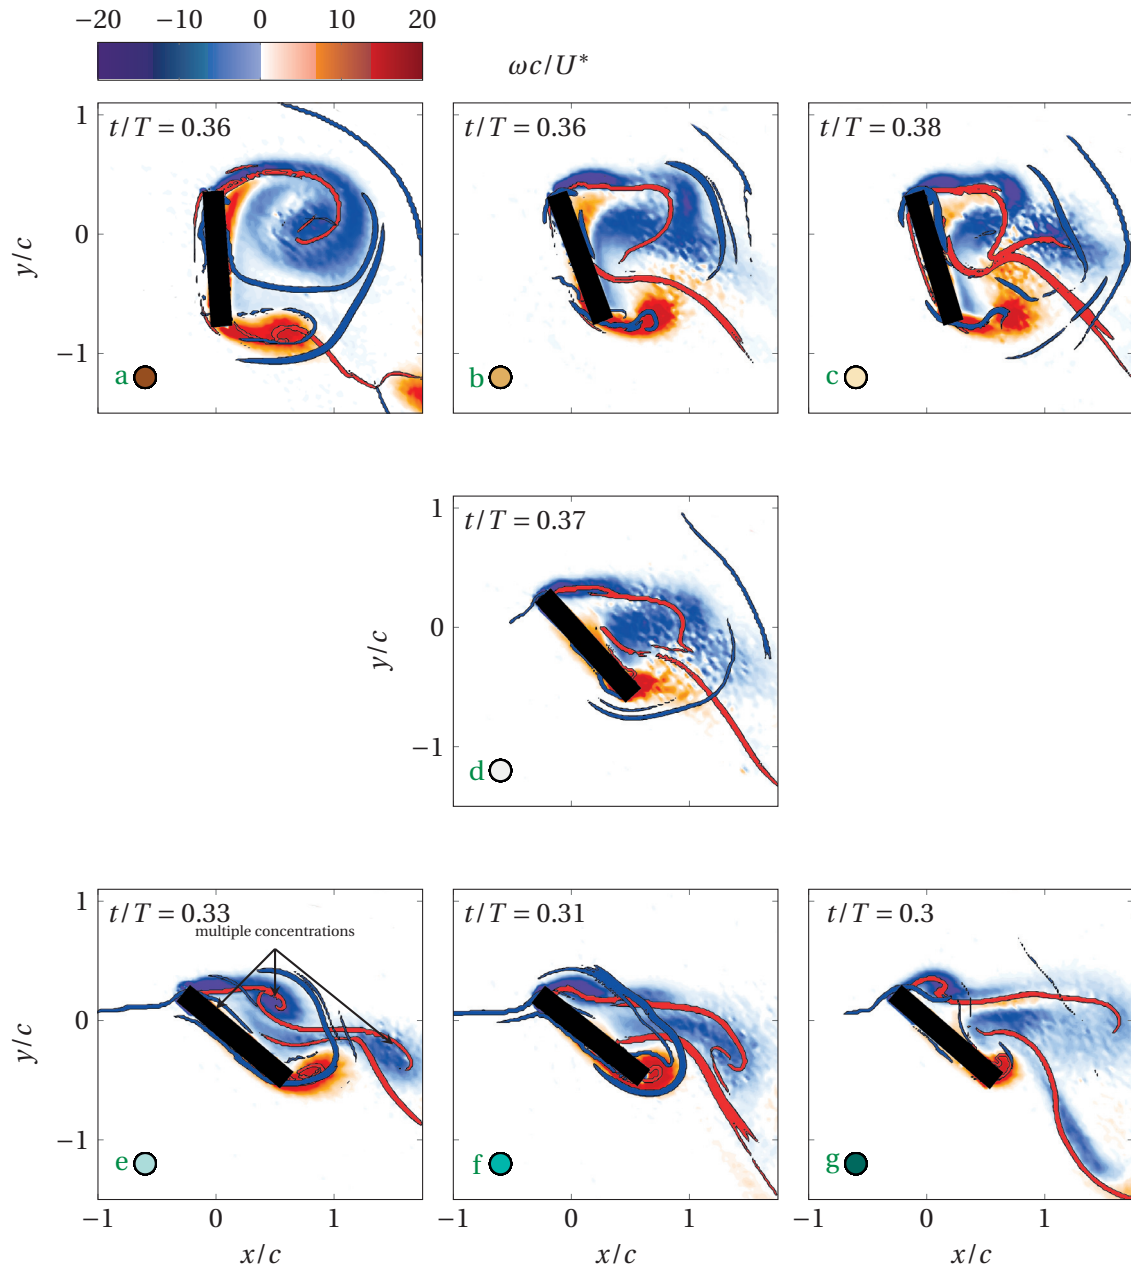 −20 −10 0 10 20
ωc/U*
t/T = 0.36
t/T = 0.36
t/T = 0.38
1
0
−1
y/c
a
b
c
t/T = 0.37
1
0
−1
y/c
d
t/T = 0.33
t/T = 0.31
t/T = 0.3
multiple concentrations
1
0
−1
y/c
e
f
g
−1 0 1
−1 0 1
−1 0 1
x/c
x/c
x/c